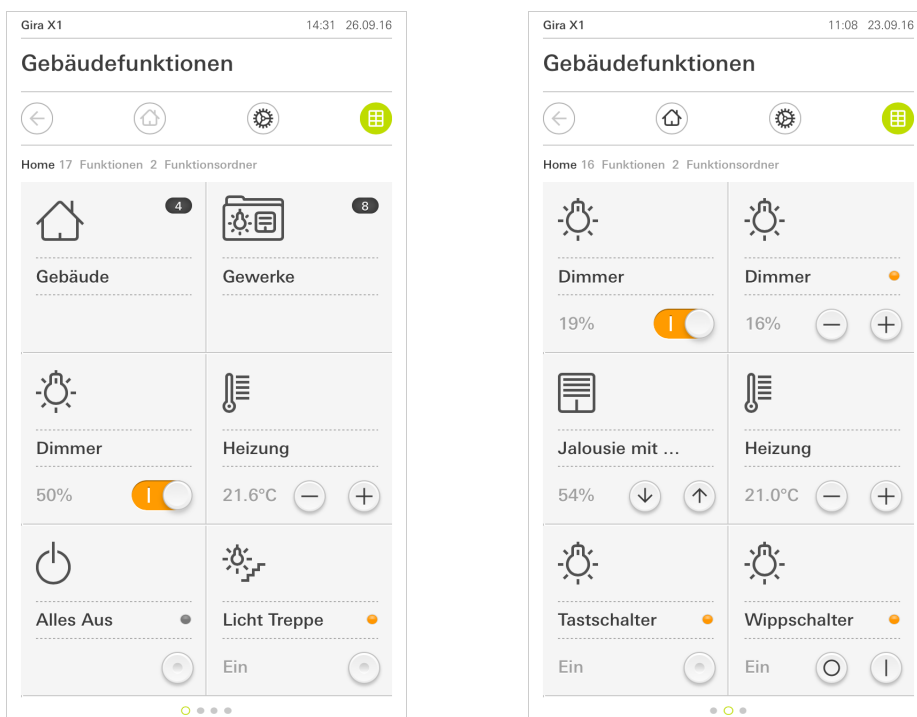 Gira X1 14:31 26.09.16
Gebäudefunktionen
Home 17 Funktionen 2 Funktionsordner
4 8
Gebäude Gewerke
Dimmer Heizung
50% 21.6°C
Alles Aus Licht Treppe
Ein
Gira X1 11:08 23.09.16
Gebäudefunktionen
Home 16 Funktionen 2 Funktionsordner
Dimmer Dimmer
19% 16%
Jalousie mit ... Heizung
54% 21.0°C
Tastschalter Wippschalter
Ein Ein